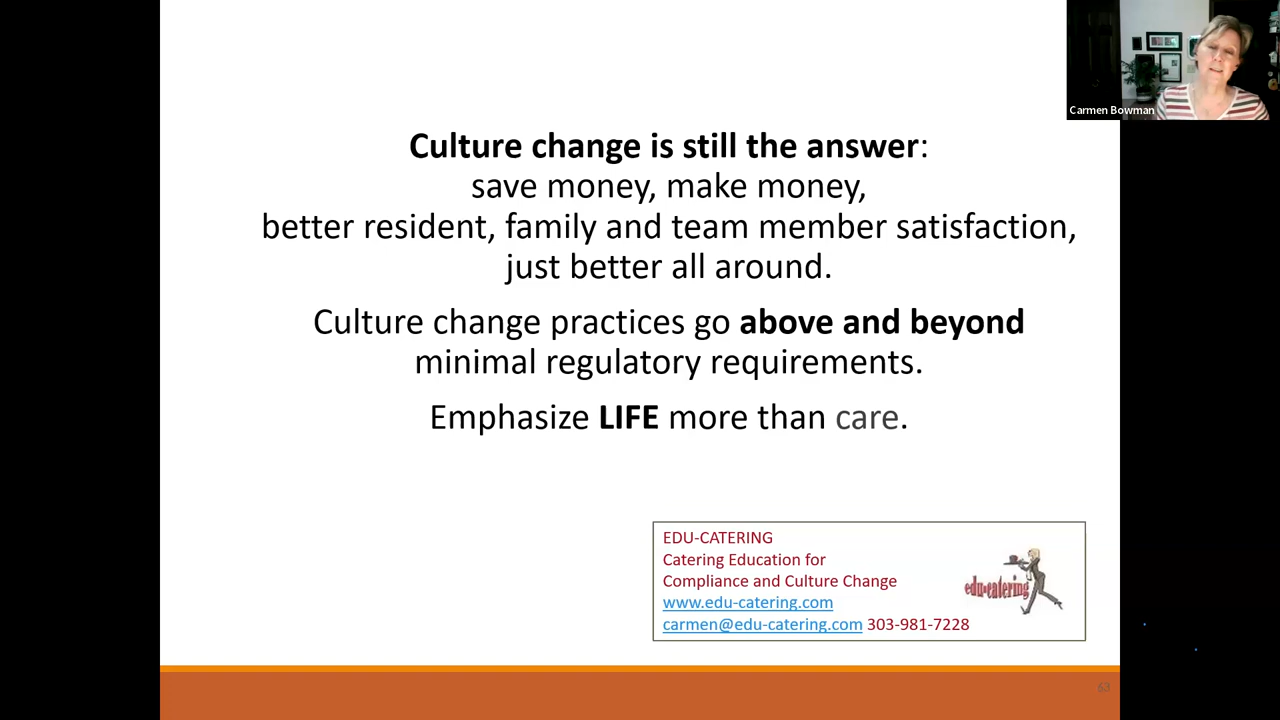 Carmen Bowman
Culture change is still the answer:
save money, make money,
better resident, family and team member satisfaction,
just better all around.
Culture change practices go above and beyond
minimal regulatory requirements.
Emphasize LIFE more than care.
EDU-CATERING
Catering Education for
Compliance and Culture Change
www.edu-catering.com
carmen@edu-catering.com 303-981-7228
edu-catering
63